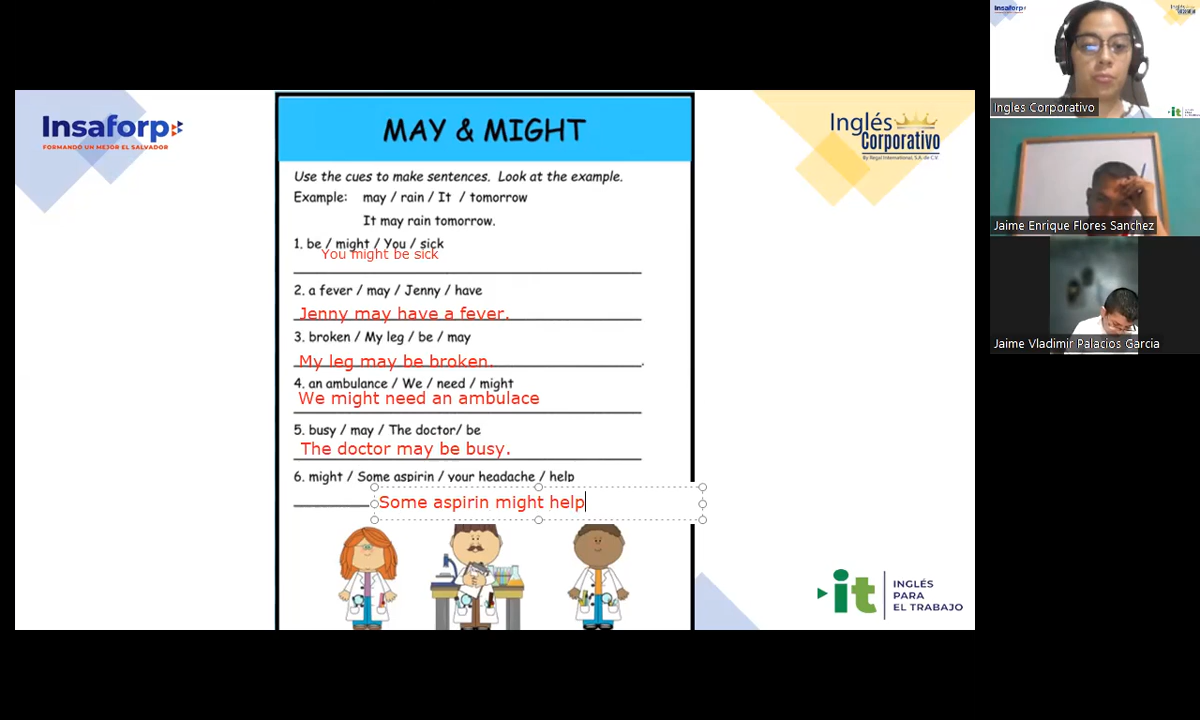 Insaforp
FORMANDO UN MEJOR EL SALVADOR
Inglés
Corporativo
By Regal International, S.A. de C.V.
MAY & MIGHT
Use the cues to make sentences. Look at the example.
Example: may / rain / It / tomorrow
It may rain tomorrow.
1. be / might / You / sick
You might be sick
2. a fever / may / Jenny / have
Jenny may have a fever.
3. broken / My leg / be / may
My leg may be broken.
4. an ambulance / We / need / might
We might need an ambulace
5. busy / may / The doctor/ be
The doctor may be busy.
6. might / Some aspirin / your headache / help
Some aspirin might help
it
INGLÉS
PARA
EL TRABAJO
Insaforp
Inglés
Corporativo
it
Ingles Corporativo
Jaime Enrique Flores Sanchez
Jaime Vladimir Palacios Garcia